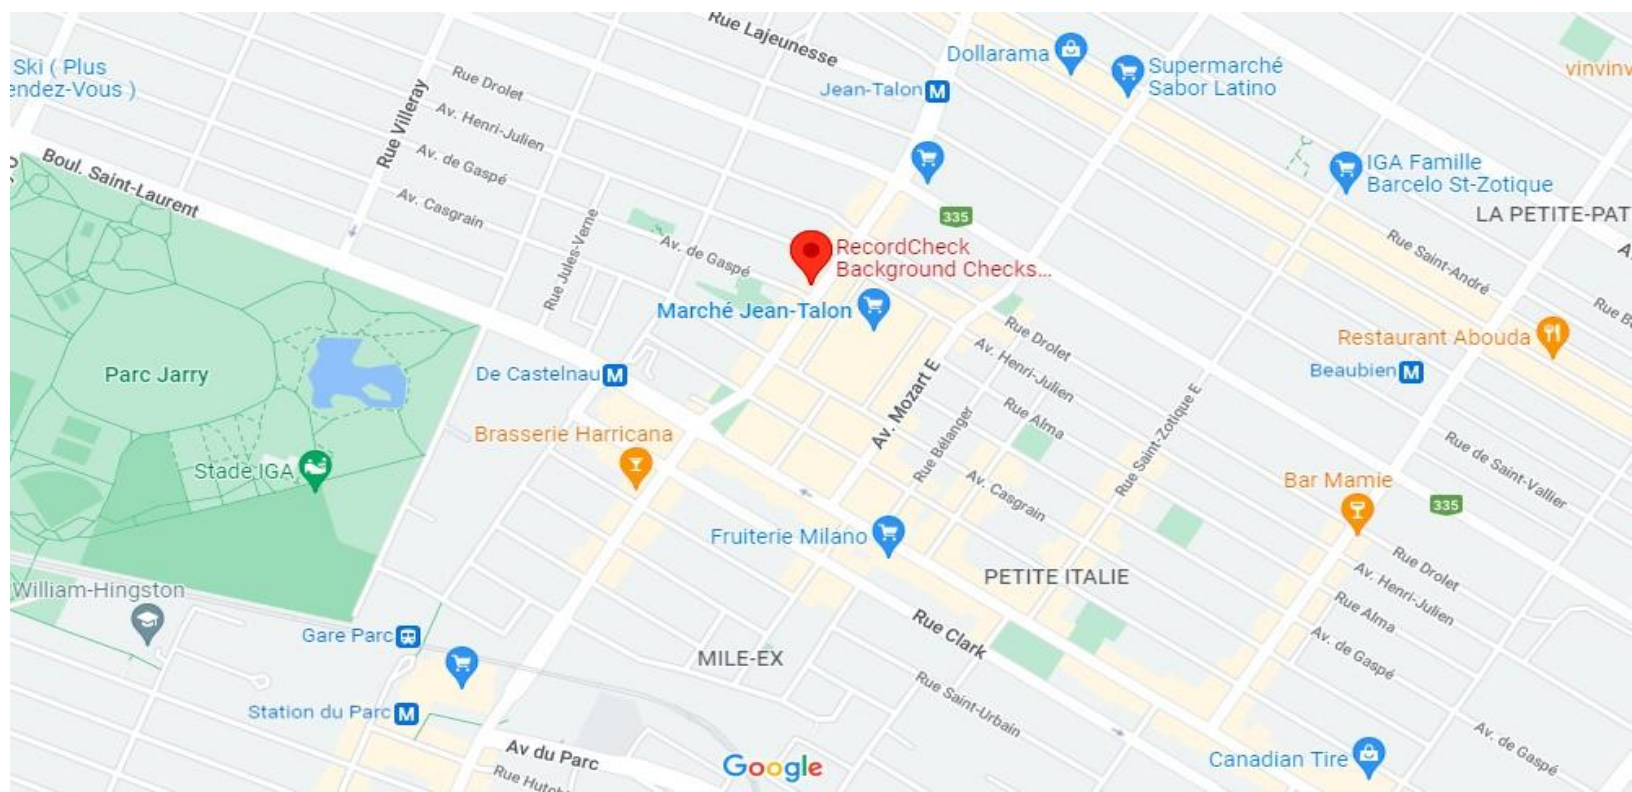 Rue Lajeunesse
Dollarama
Supermarché
Sabor Latino
vinvinv
Ski ( Plus
endez-Vous )
Rue Drolet
Rue Villeray
Jean-Talon M
Av. Henri-Julien
Boul. Saint-Laurent
Av. de Gaspé
Av. Casgrain
IGA Famille
Barcelo St-Zotique
LA PETITE-PAT
335
Rue Jules-Verne
Av. de Gaspé
RecordCheck
Background Checks...
Rue Saint-André
Marché Jean-Talon
Rue Drolet
Restaurant Abouda
Parc Jarry
De Castelnau M
Av. Mozart E
Av. Henri-Julien
Beaubien M
Rue Alma
Rue Bélanger
Rue Saint-Zotique E
Brasserie Harricana
Rue de Saint-Vallier
Stade IGA
Av. Casgrain
Bar Mamie
335
Fruiterie Milano
PETITE ITALIE
Rue Drolet
Av. Henri-Julien
Rue Alma
Av. de Gaspé
William-Hingston
Gare Parc
Rue Clark
MILE-EX
Rue Saint-Urbain
Station du Parc M
Av du Parc
Google
Canadian Tire
Av. de Gaspé
Rue Hutch